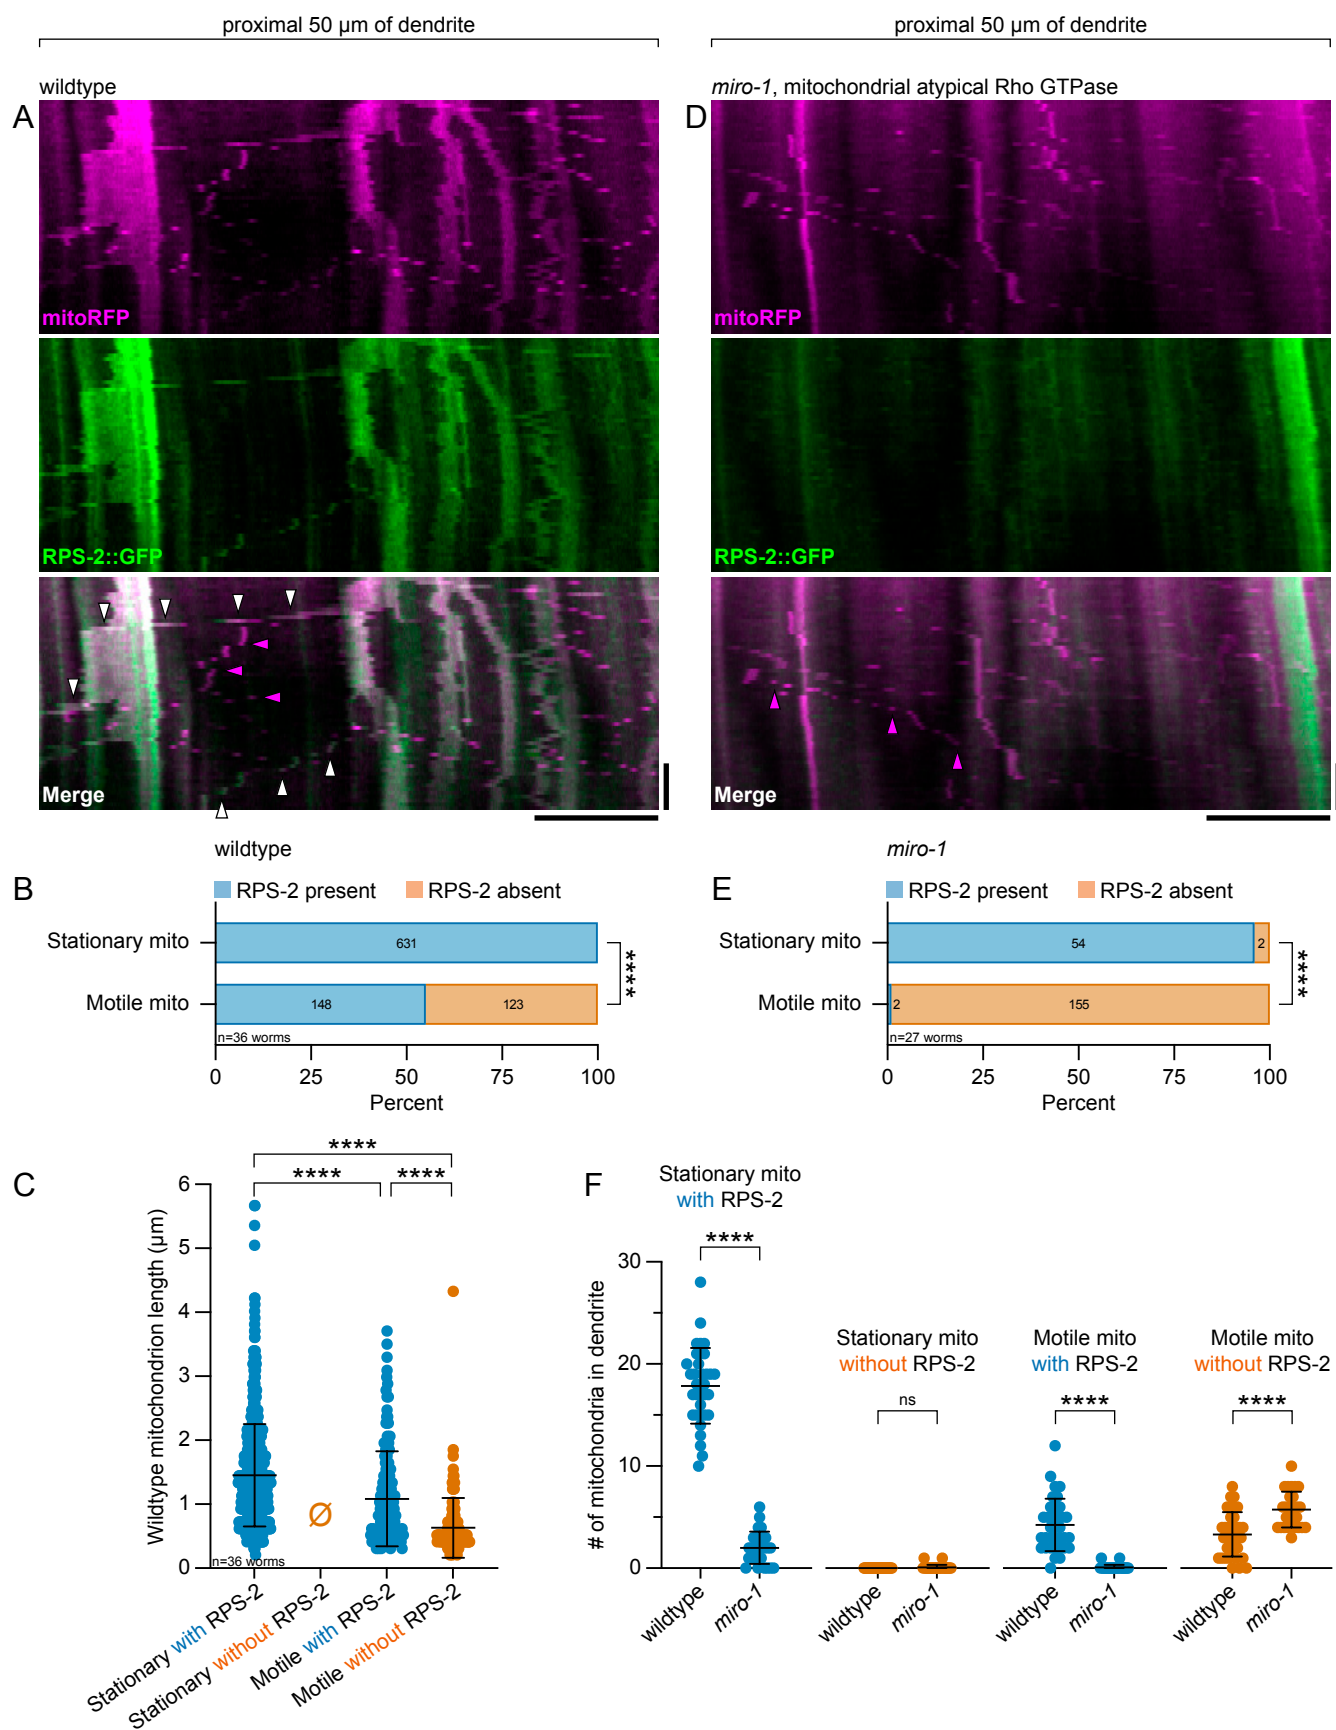 proximal 50 µm of dendrite
wildtype
A
mitoRFP
RPS-2::GFP
Merge
proximal 50 µm of dendrite
miro-1, mitochondrial atypical Rho GTPase
D
mitoRFP
RPS-2::GFP
Merge
wildtype
B
RPS-2 present
RPS-2 absent
Stationary mito
631
Motile mito
148
123
****
n=36 worms
0
25
50
75
100
Percent
miro-1
E
RPS-2 present
RPS-2 absent
Stationary mito
54
2
Motile mito
2
155
****
n=27 worms
0
25
50
75
100
Percent
C
****
****
****
Wildtype mitochondrion length (µm)
6
5
4
3
2
1
0
Ø
n=36 worms
Stationary with RPS-2
Stationary without RPS-2
Motile with RPS-2
Motile without RPS-2
F
# of mitochondria in dendrite
30
20
10
0
Stationary mito
with RPS-2
****
wildtype
miro-1
Stationary mito
without RPS-2
ns
wildtype
miro-1
Motile mito
with RPS-2
****
wildtype
miro-1
Motile mito
without RPS-2
****
wildtype
miro-1